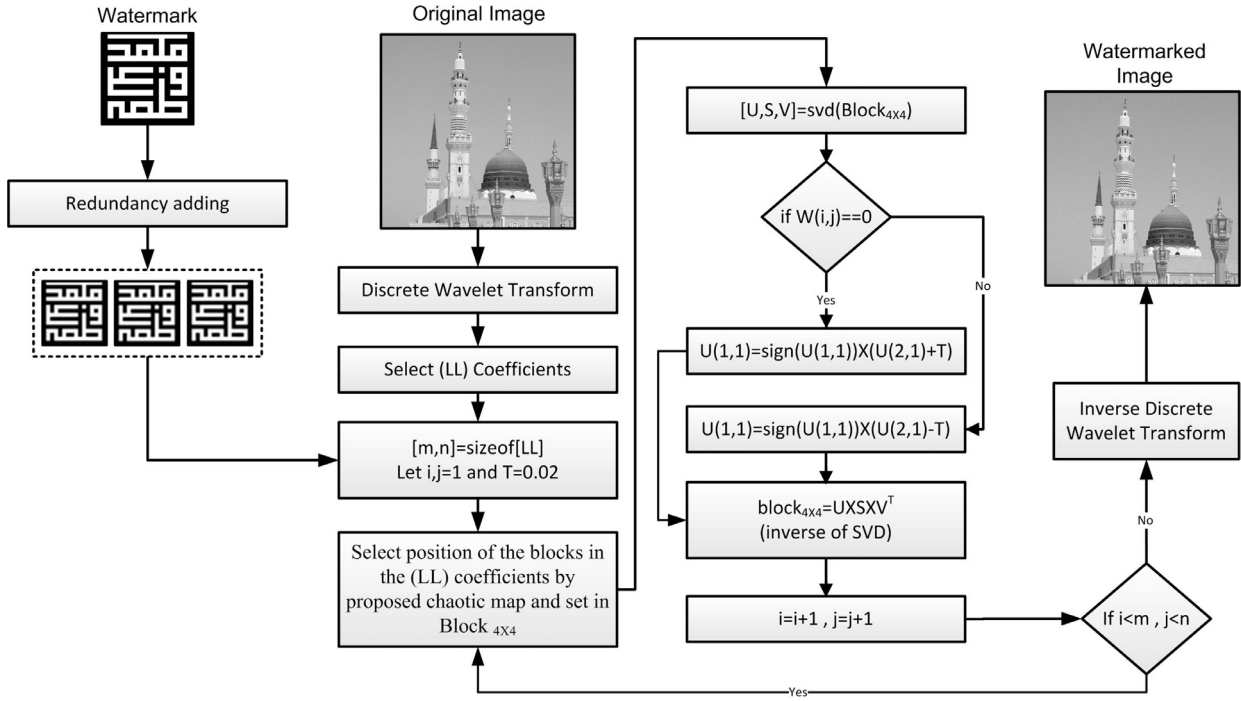 Watermark
Redundancy adding
Original Image
Discrete Wavelet Transform
Select (LL) Coefficients
[m,n]=sizeof[LL]
Let i,j=1 and T=0.02
Select position of the blocks in
the (LL) coefficients by
proposed chaotic map and set in
Block 4X4
[U,S,V]=svd(Block4X4)
if W(i,j)==0
Yes
No
U(1,1)=sign(U(1,1))X(U(2,1)+T)
U(1,1)=sign(U(1,1))X(U(2,1)-T)
block4X4=UXSXV^T
(inverse of SVD)
i=i+1 , j=j+1
If i<m , j<n
Yes
No
Inverse Discrete
Wavelet Transform
Watermarked
Image